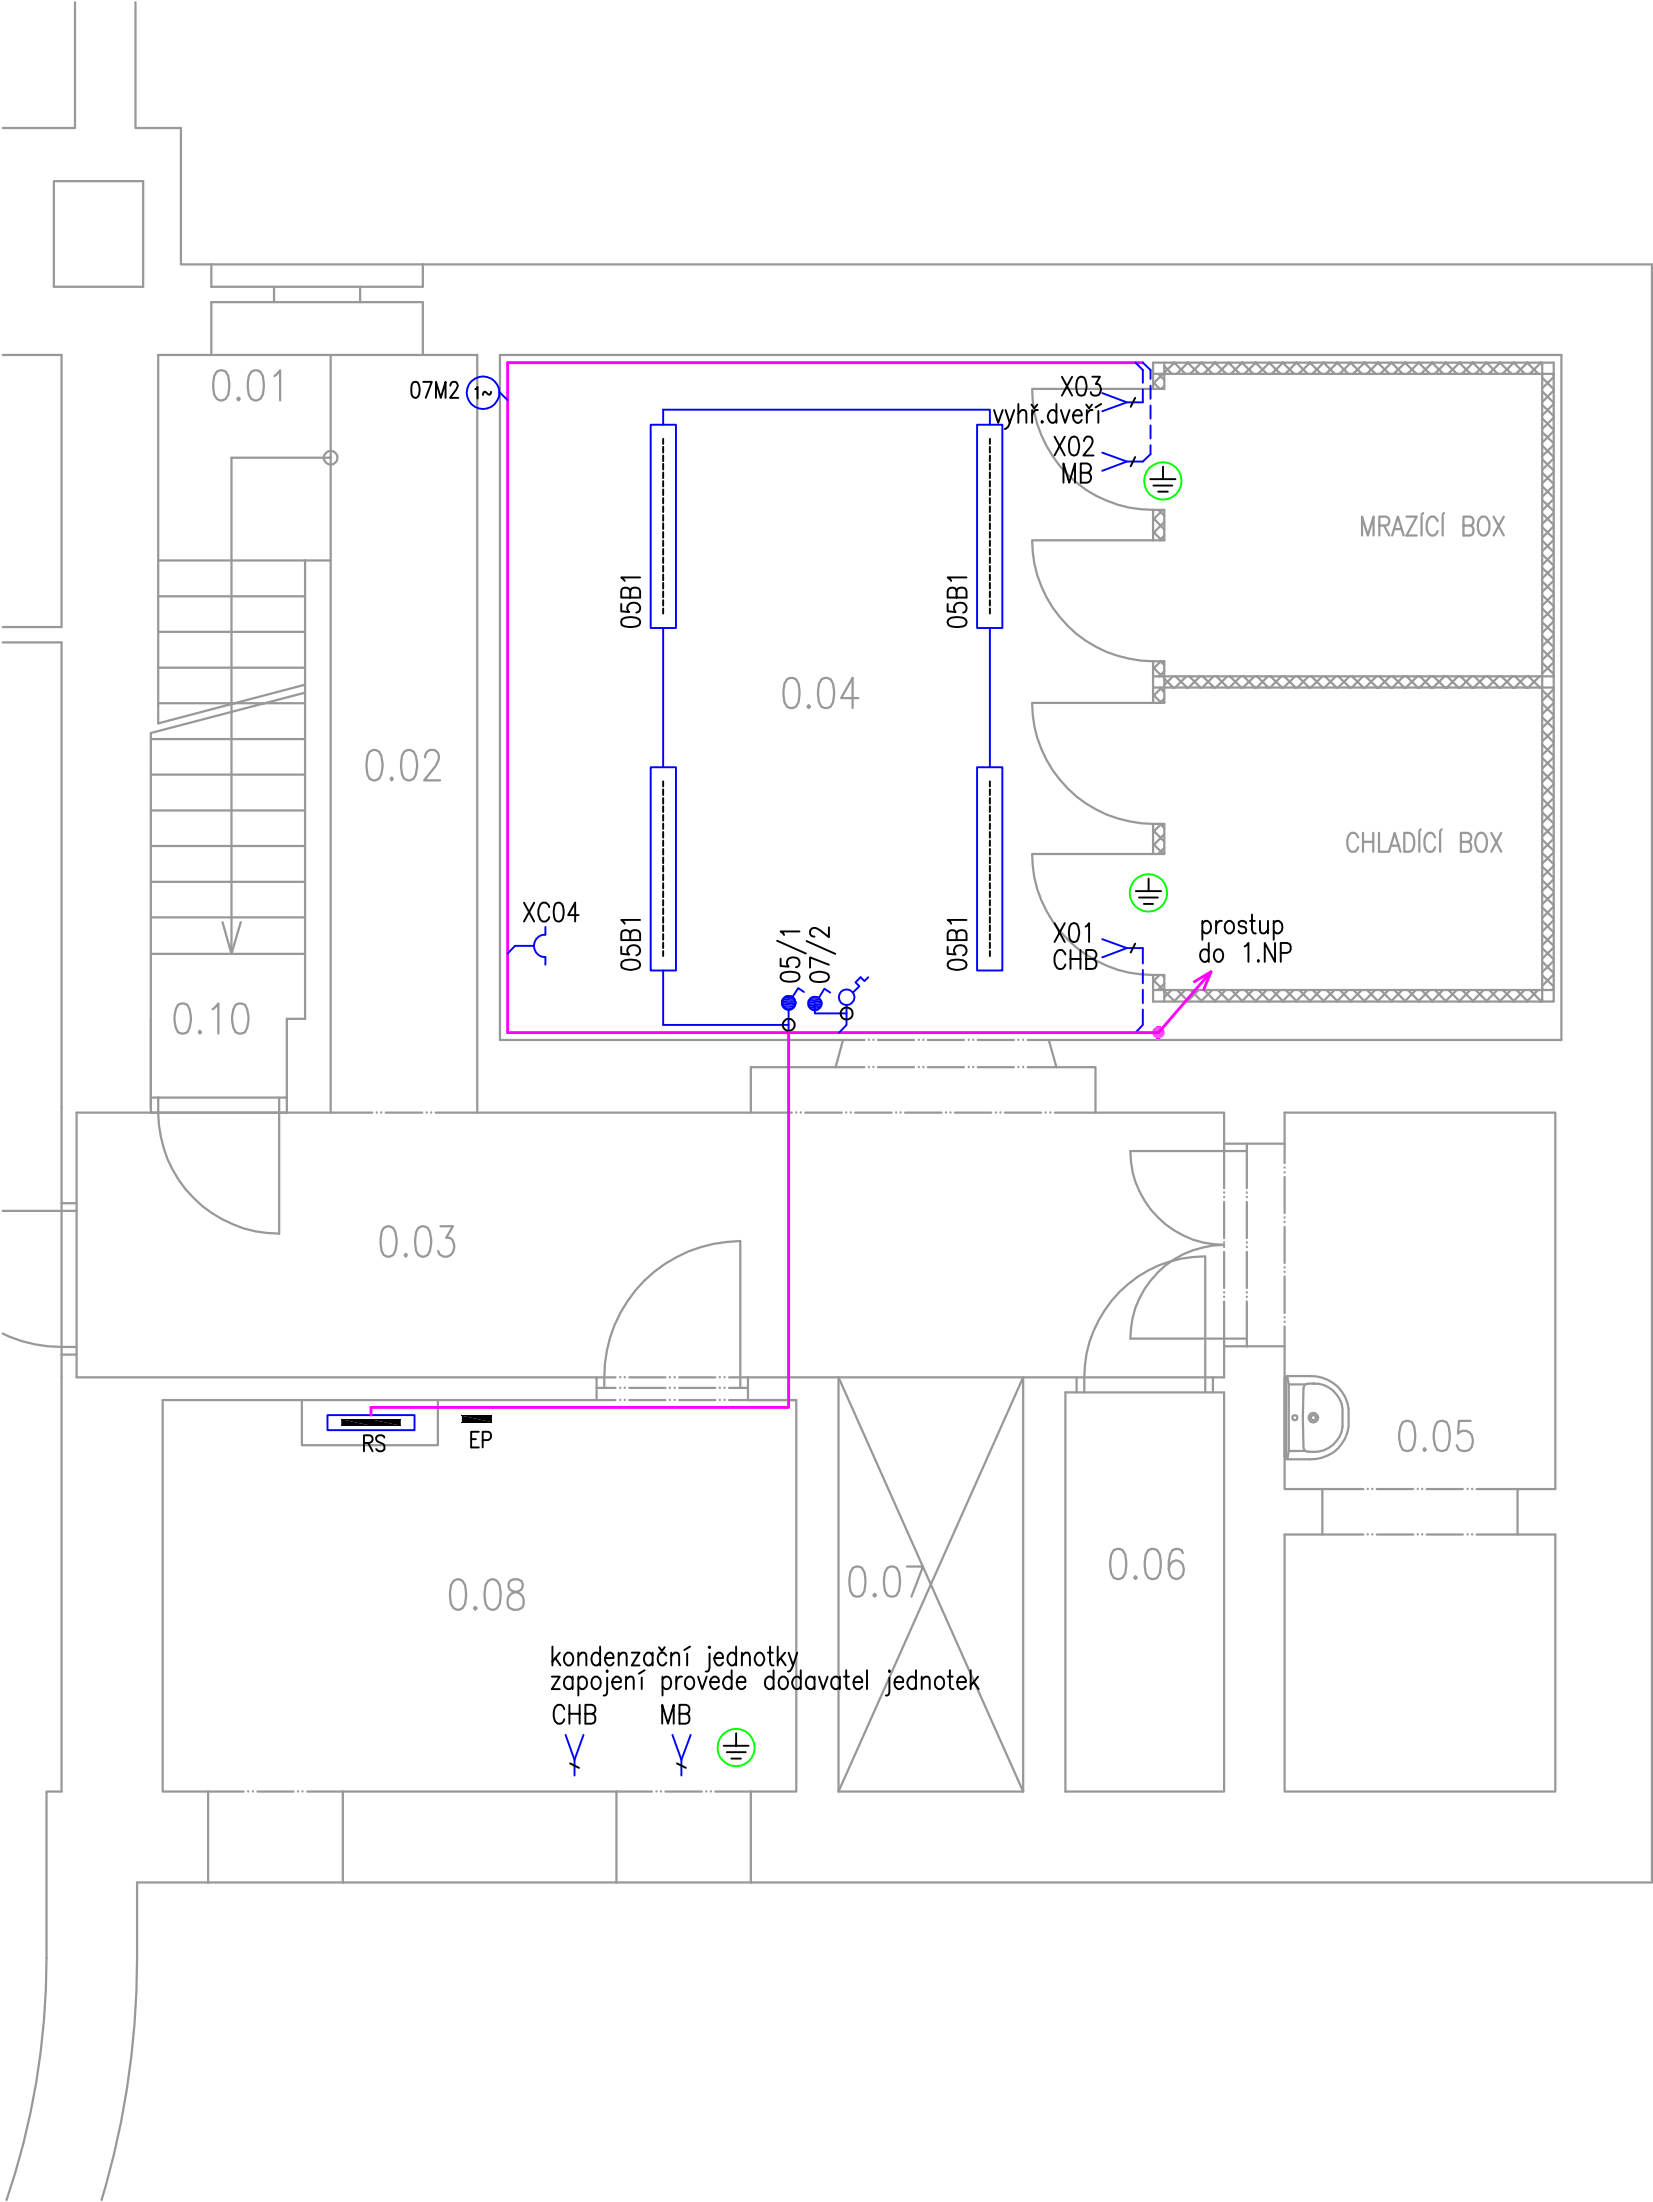 0.01
07M2
1~
X03
vyhř.dveří
X02
MB
MRAZÍCÍ BOX
05B1
05B1
0.04
0.02
CHLADÍCÍ BOX
XC04
05B1
05/1
07/2
05B1
X01
CHB
prostup
do 1.NP
0.10
0.03
RS
EP
0.05
0.08
0.07
0.06
kondenzační jednotky
zapojení provede dodavatel jednotek
CHB
MB